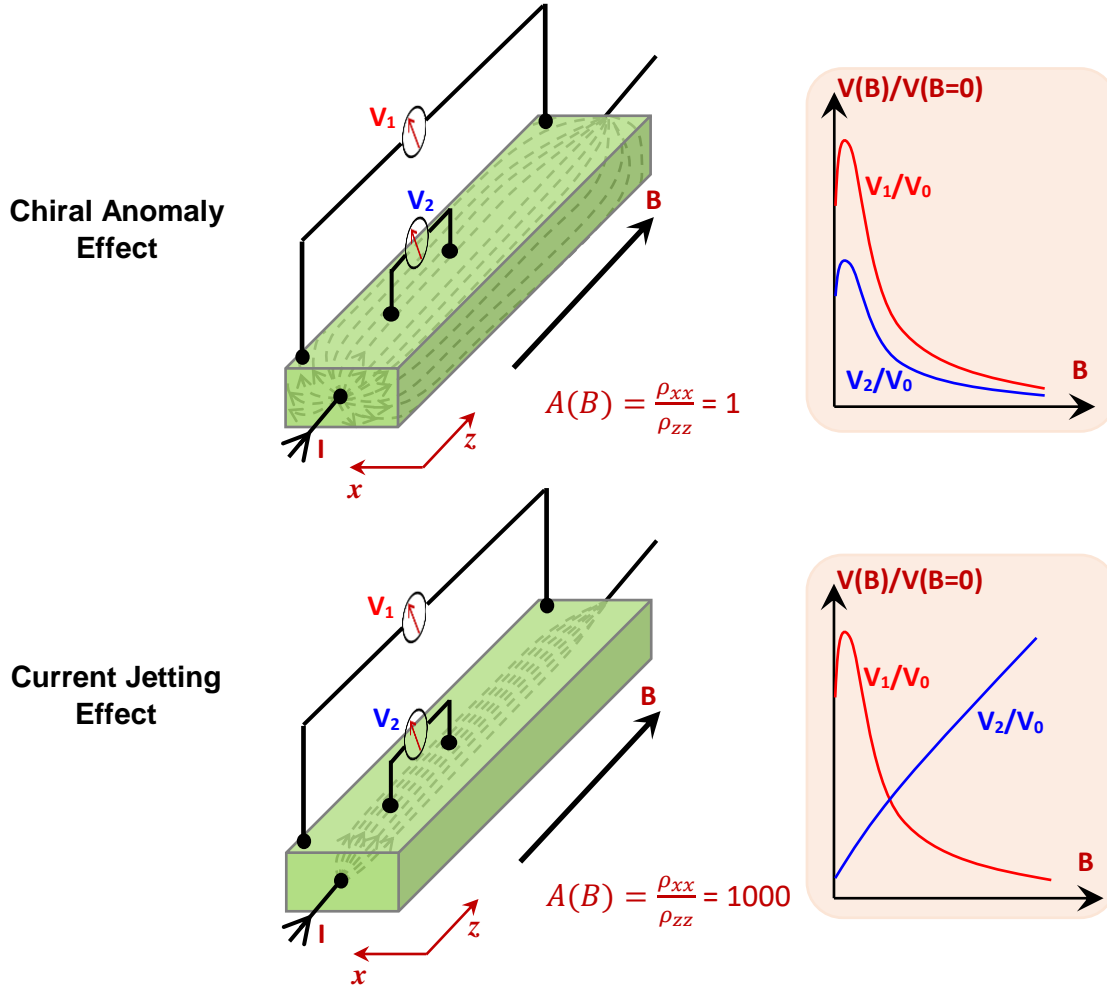 V(B)/V(B=0)
V₁
V₁/V₀
V₂
B
Chiral Anomaly
Effect
V₂/V₀
B
A(B) = ρxx/ρzz = 1
I
z
x
V(B)/V(B=0)
V₁
V₁/V₀
Current Jetting
Effect
B
V₂
V₂/V₀
B
A(B) = ρxx/ρzz = 1000
I
z
x